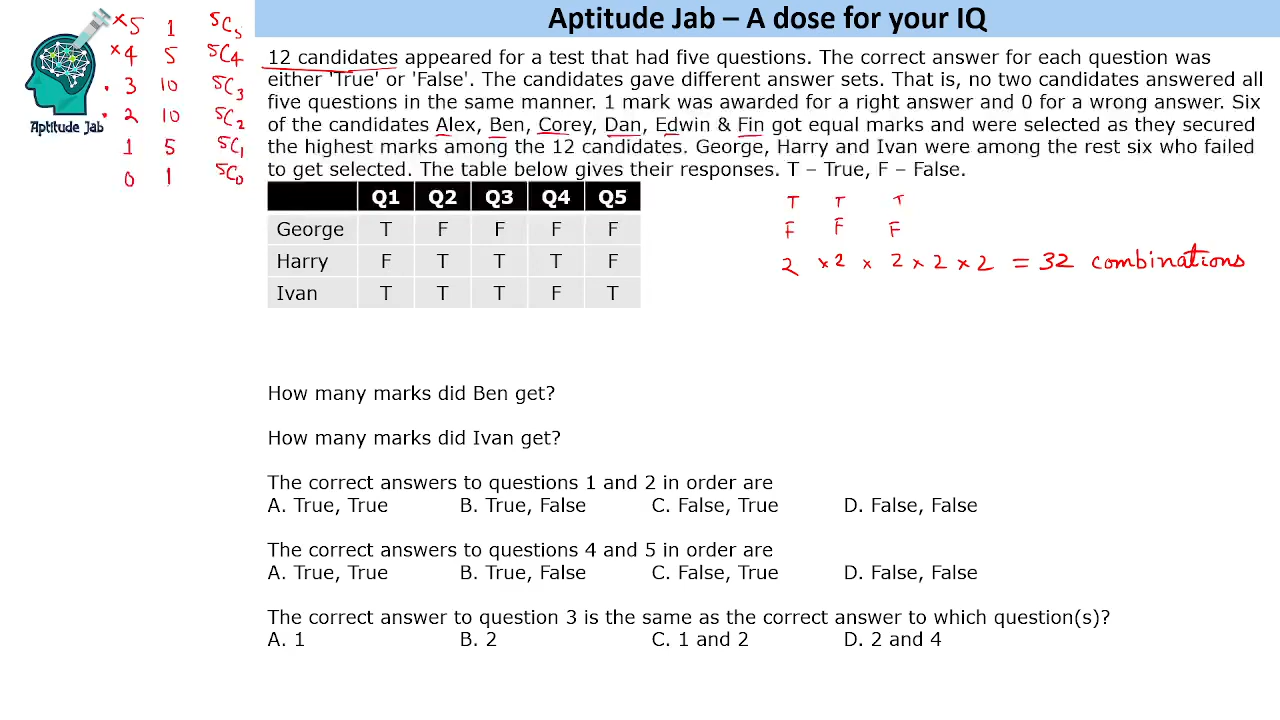 Aptitude Jab – A dose for your IQ
×5 1 5C5
×4 5 5C4
• 3 10 5C3
• 2 10 5C2
1 5 5C1
0 1 5C0
Aptitude Jab
12 candidates appeared for a test that had five questions. The correct answer for each question was
either 'True' or 'False'. The candidates gave different answer sets. That is, no two candidates answered all
five questions in the same manner. 1 mark was awarded for a right answer and 0 for a wrong answer. Six
of the candidates Alex, Ben, Corey, Dan, Edwin & Fin got equal marks and were selected as they secured
the highest marks among the 12 candidates. George, Harry and Ivan were among the rest six who failed
to get selected. The table below gives their responses. T – True, F – False.
Q1 Q2 Q3 Q4 Q5
George T F F F F
Harry F T T T F
Ivan T T T F T
T T T
F F F
2 × 2 × 2 × 2 × 2 = 32 combinations
How many marks did Ben get?
How many marks did Ivan get?
The correct answers to questions 1 and 2 in order are
A. True, True B. True, False C. False, True D. False, False
The correct answers to questions 4 and 5 in order are
A. True, True B. True, False C. False, True D. False, False
The correct answer to question 3 is the same as the correct answer to which question(s)?
A. 1 B. 2 C. 1 and 2 D. 2 and 4